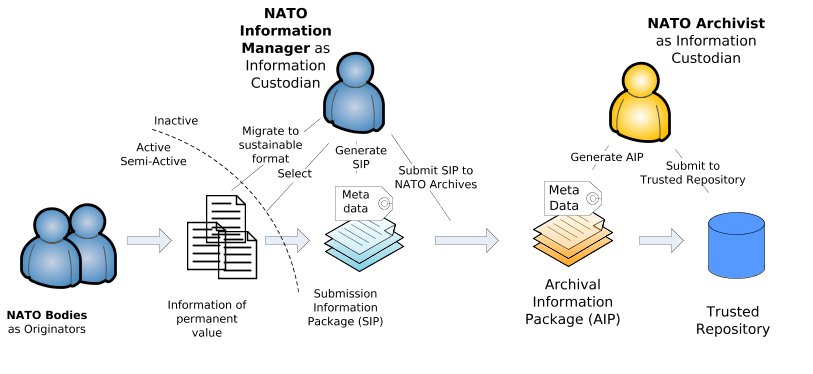 NATO
Information
Manager as
Information
Custodian
NATO Archivist
as Information
Custodian
Inactive
Active
Semi-Active
Migrate to
sustainable
format
Select
Generate
SIP
Submit SIP to
NATO Archives
Generate AIP
Submit to
Trusted Repository
Meta
data
Meta
Data
NATO Bodies
as Originators
Information of
permanent
value
Submission
Information
Package (SIP)
Archival
Information
Package (AIP)
Trusted
Repository